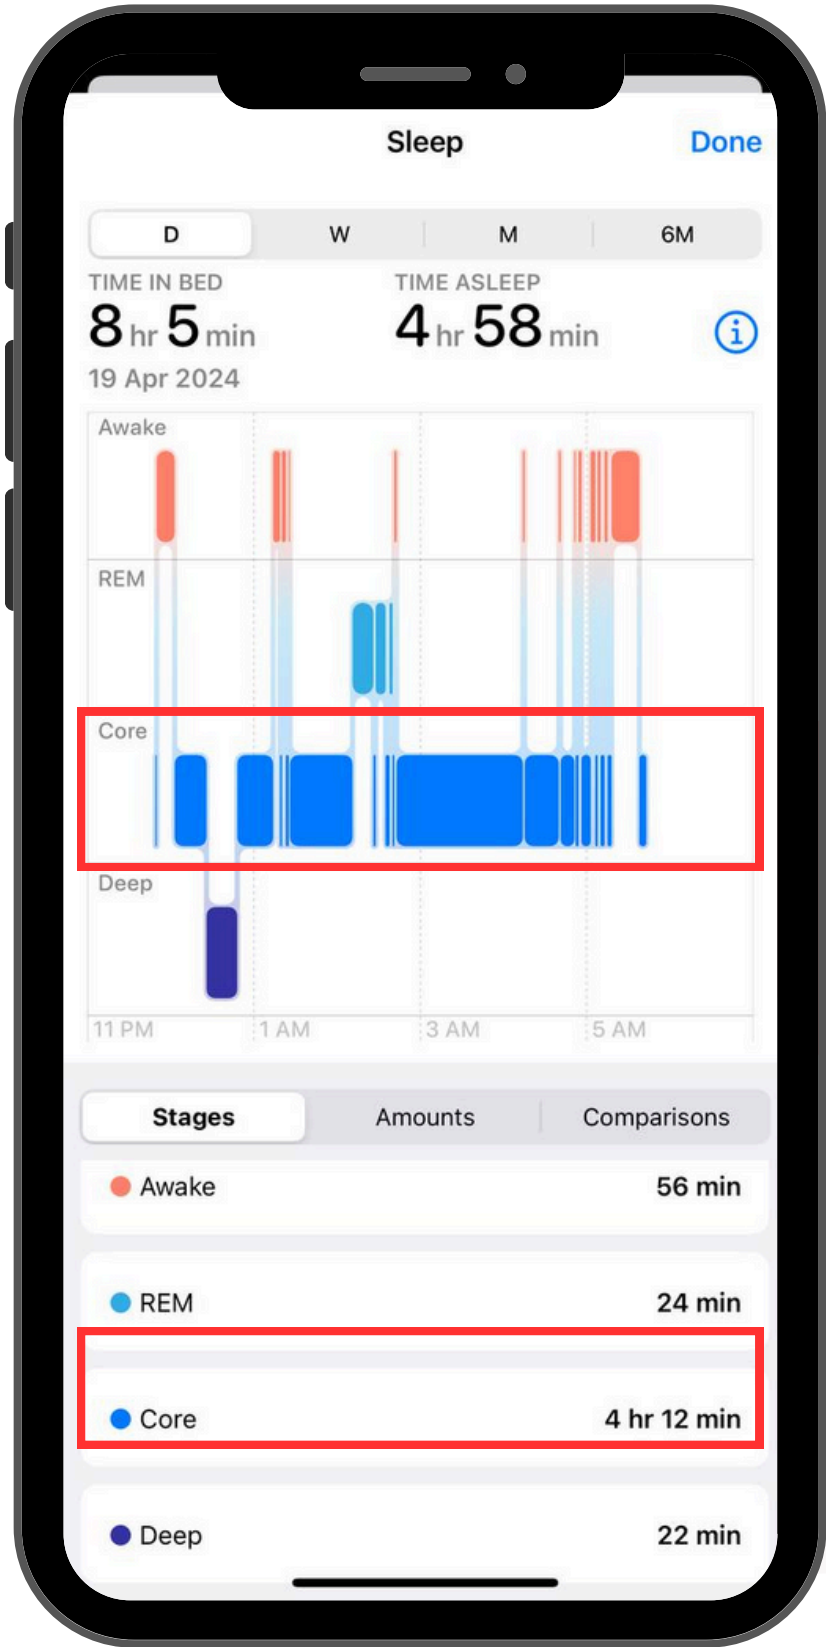 Sleep Done
D W M 6M
TIME IN BED TIME ASLEEP
8 hr 5 min 4 hr 58 min
19 Apr 2024
Awake
REM
Core
Deep
11 PM 1 AM 3 AM 5 AM
Stages Amounts Comparisons
Awake 56 min
REM 24 min
Core 4 hr 12 min
Deep 22 min